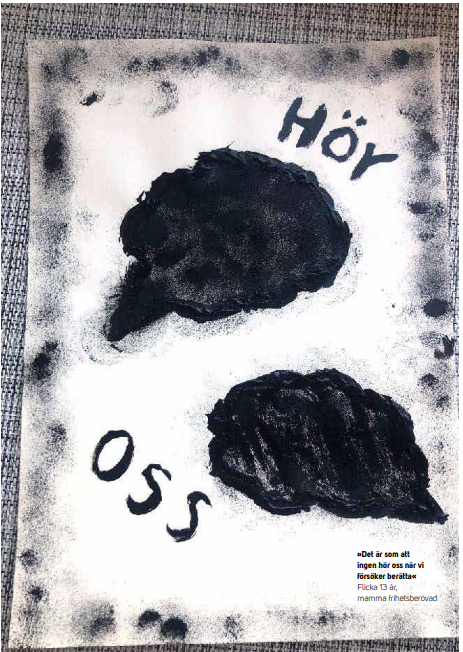 Hör
oss
»Det är som att
ingen hör oss när vi
försöker berätta«
Flicka 13 år,
mamma frihetsberövad